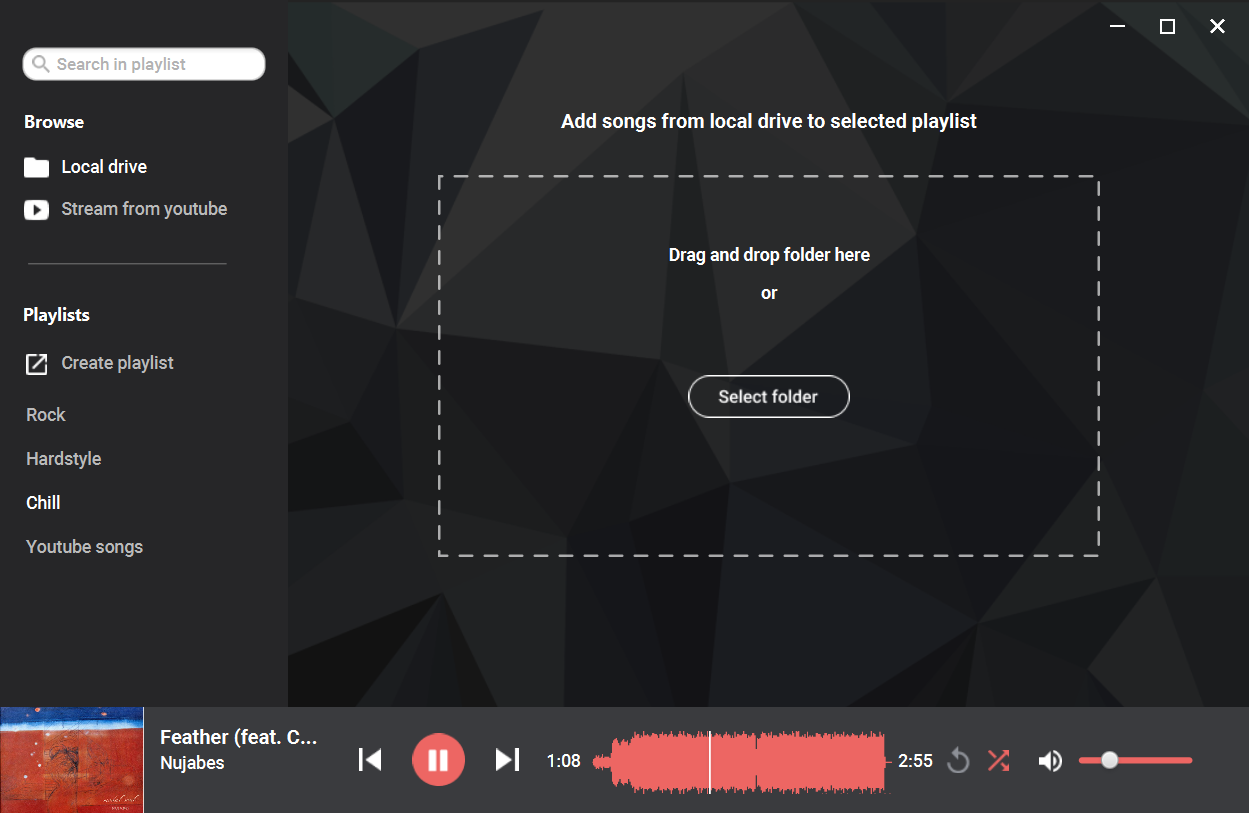 Search in playlist
Browse
Local drive
Stream from youtube
Playlists
Create playlist
Rock
Hardstyle
Chill
Youtube songs
Add songs from local drive to selected playlist
Drag and drop folder here
or
Select folder
Feather (feat. C...
Nujabes
1:08
2:55